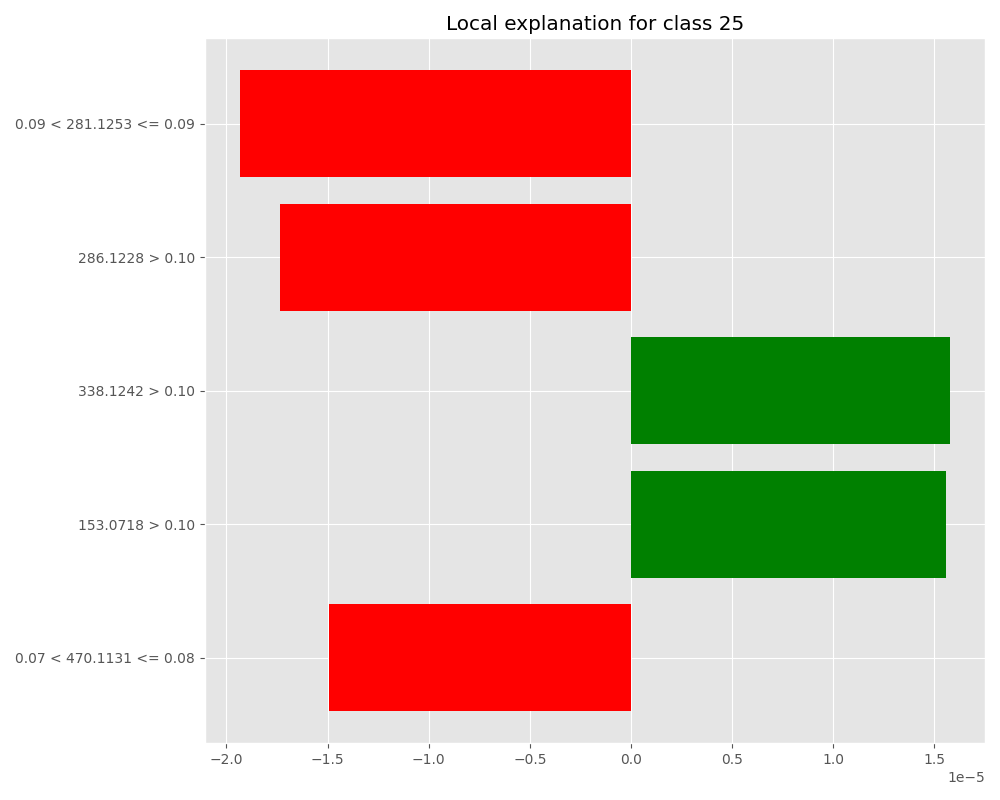 Local explanation for class 25
0.09 < 281.1253 <= 0.09
286.1228 > 0.10
338.1242 > 0.10
153.0718 > 0.10
0.07 < 470.1131 <= 0.08
−2.0 −1.5 −1.0 −0.5 0.0 0.5 1.0 1.5
1e−5